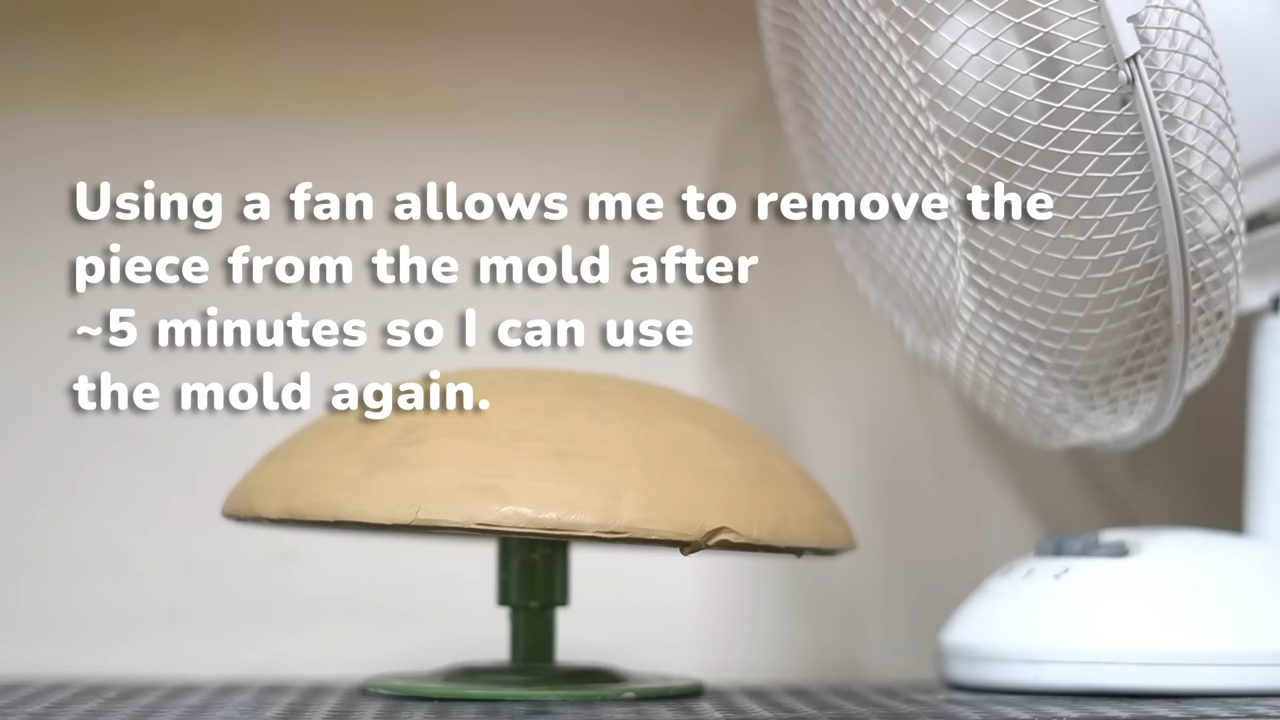 Using a fan allows me to remove the
piece from the mold after
~5 minutes so I can use
the mold again.